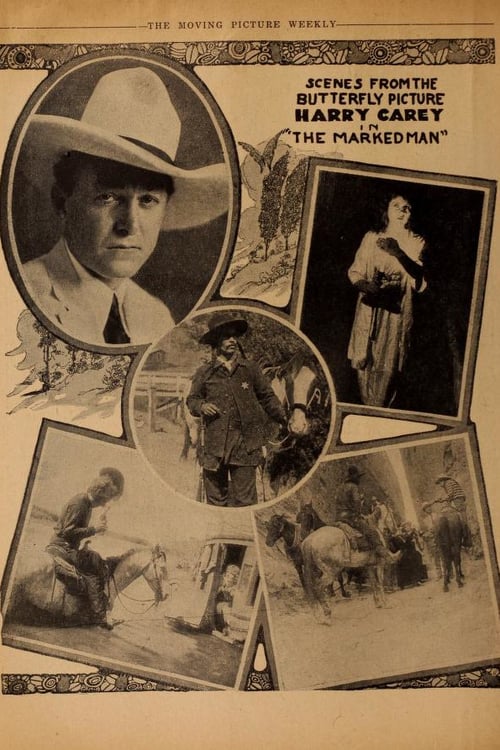 THE MOVING PICTURE WEEKLY
SCENES FROM THE
BUTTERFLY PICTURE
HARRY CAREY
IN
"THE MARKED MAN"